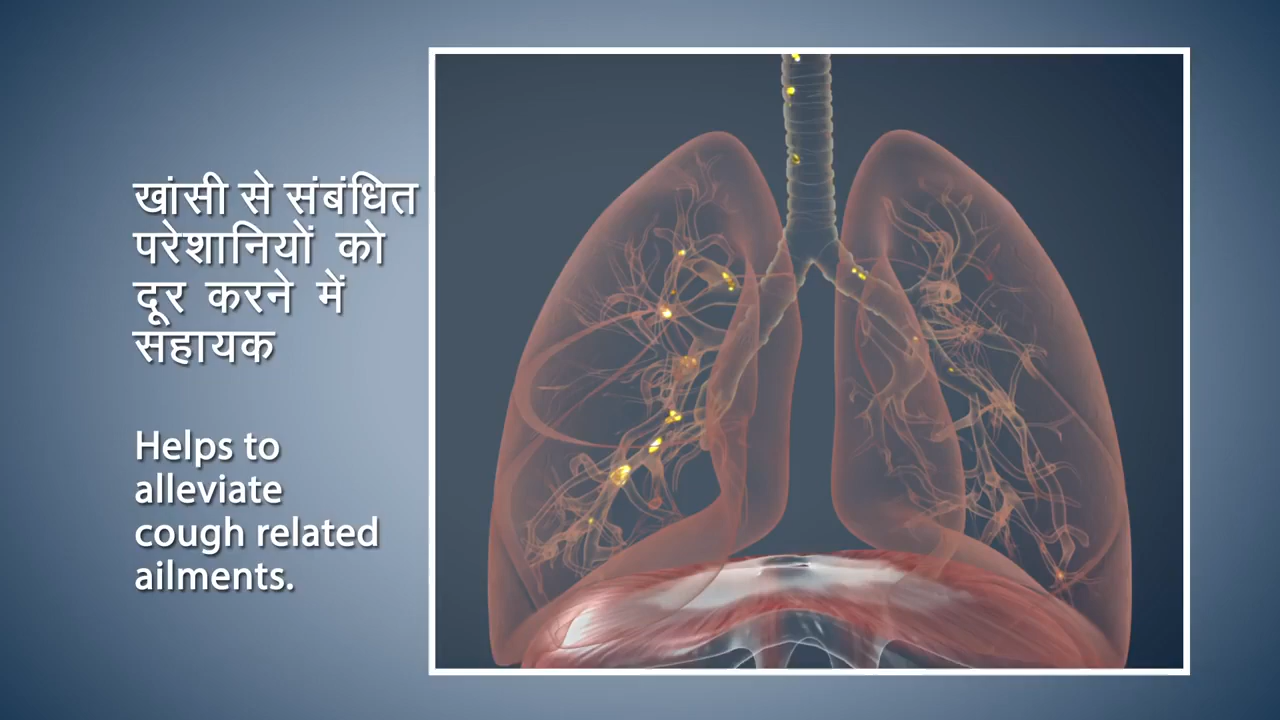 खांसी से संबंधित
परेशानियों को
दूर करने में
सहायक
Helps to
alleviate
cough related
ailments.